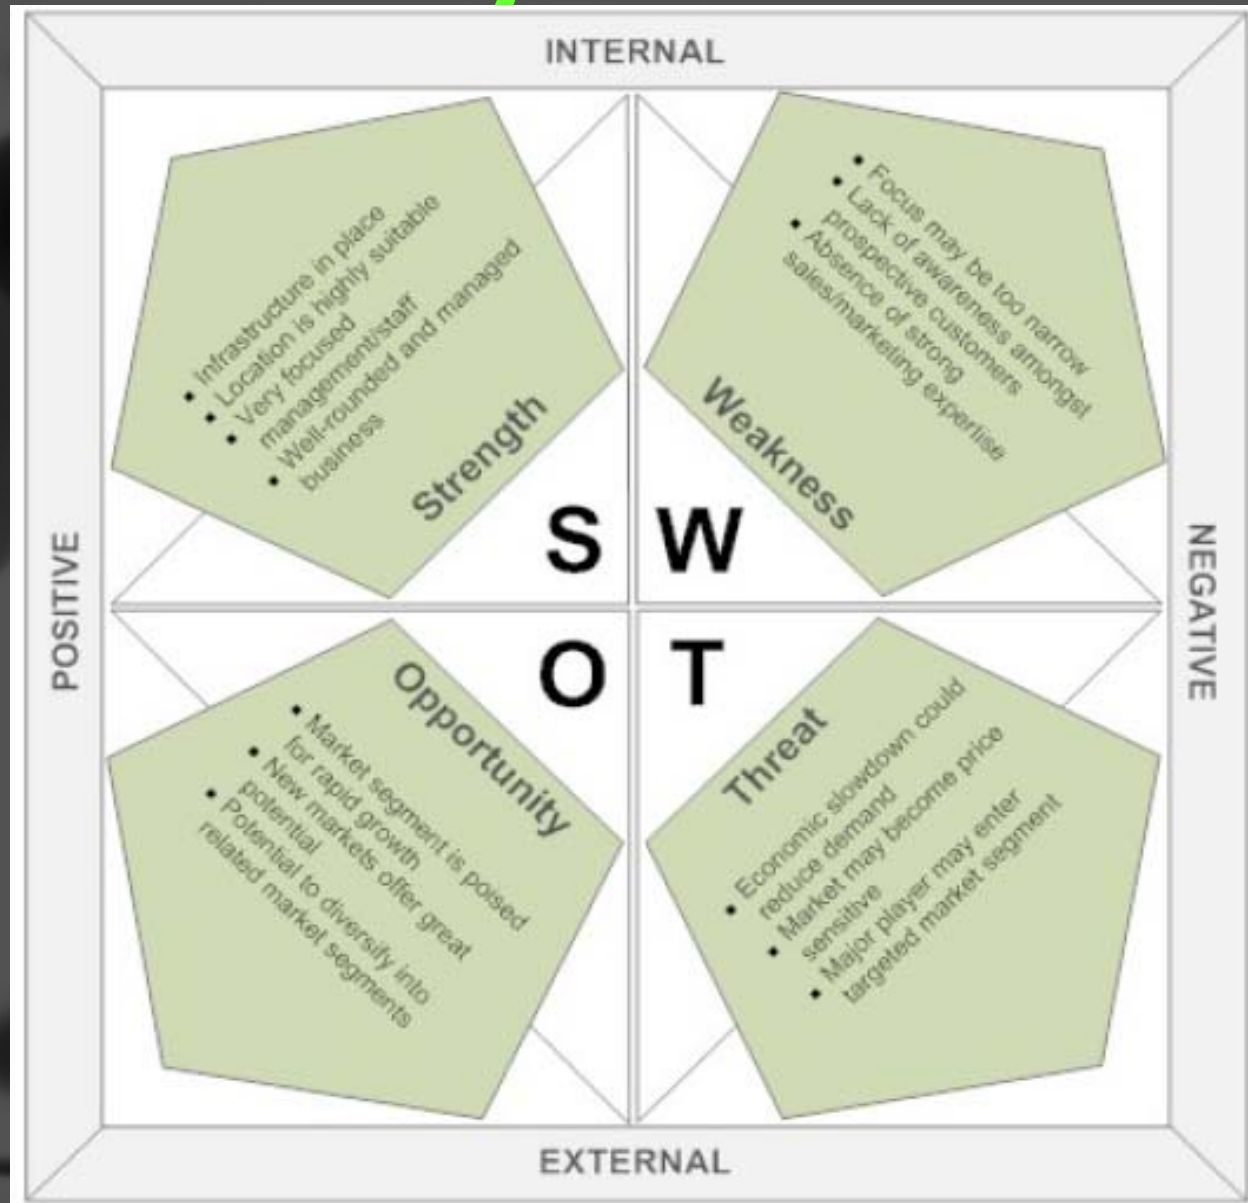 INTERNAL
Infrastructure in place
Location is highly suitable
Very focused
management/staff
Well-rounded and managed
business
Strength
S
Focus may be too narrow
Lack of awareness amongst
prospective customers
Absence of strong
sales/marketing expertise
Weakness
W
POSITIVE
NEGATIVE
O
Opportunity
Market segment is poised
for rapid growth
New markets offer great
potential
Potential to diversify into
related market segments
T
Threat
Economic slowdown could
reduce demand
Market may become price
sensitive
Major player may enter
targeted market segment
EXTERNAL